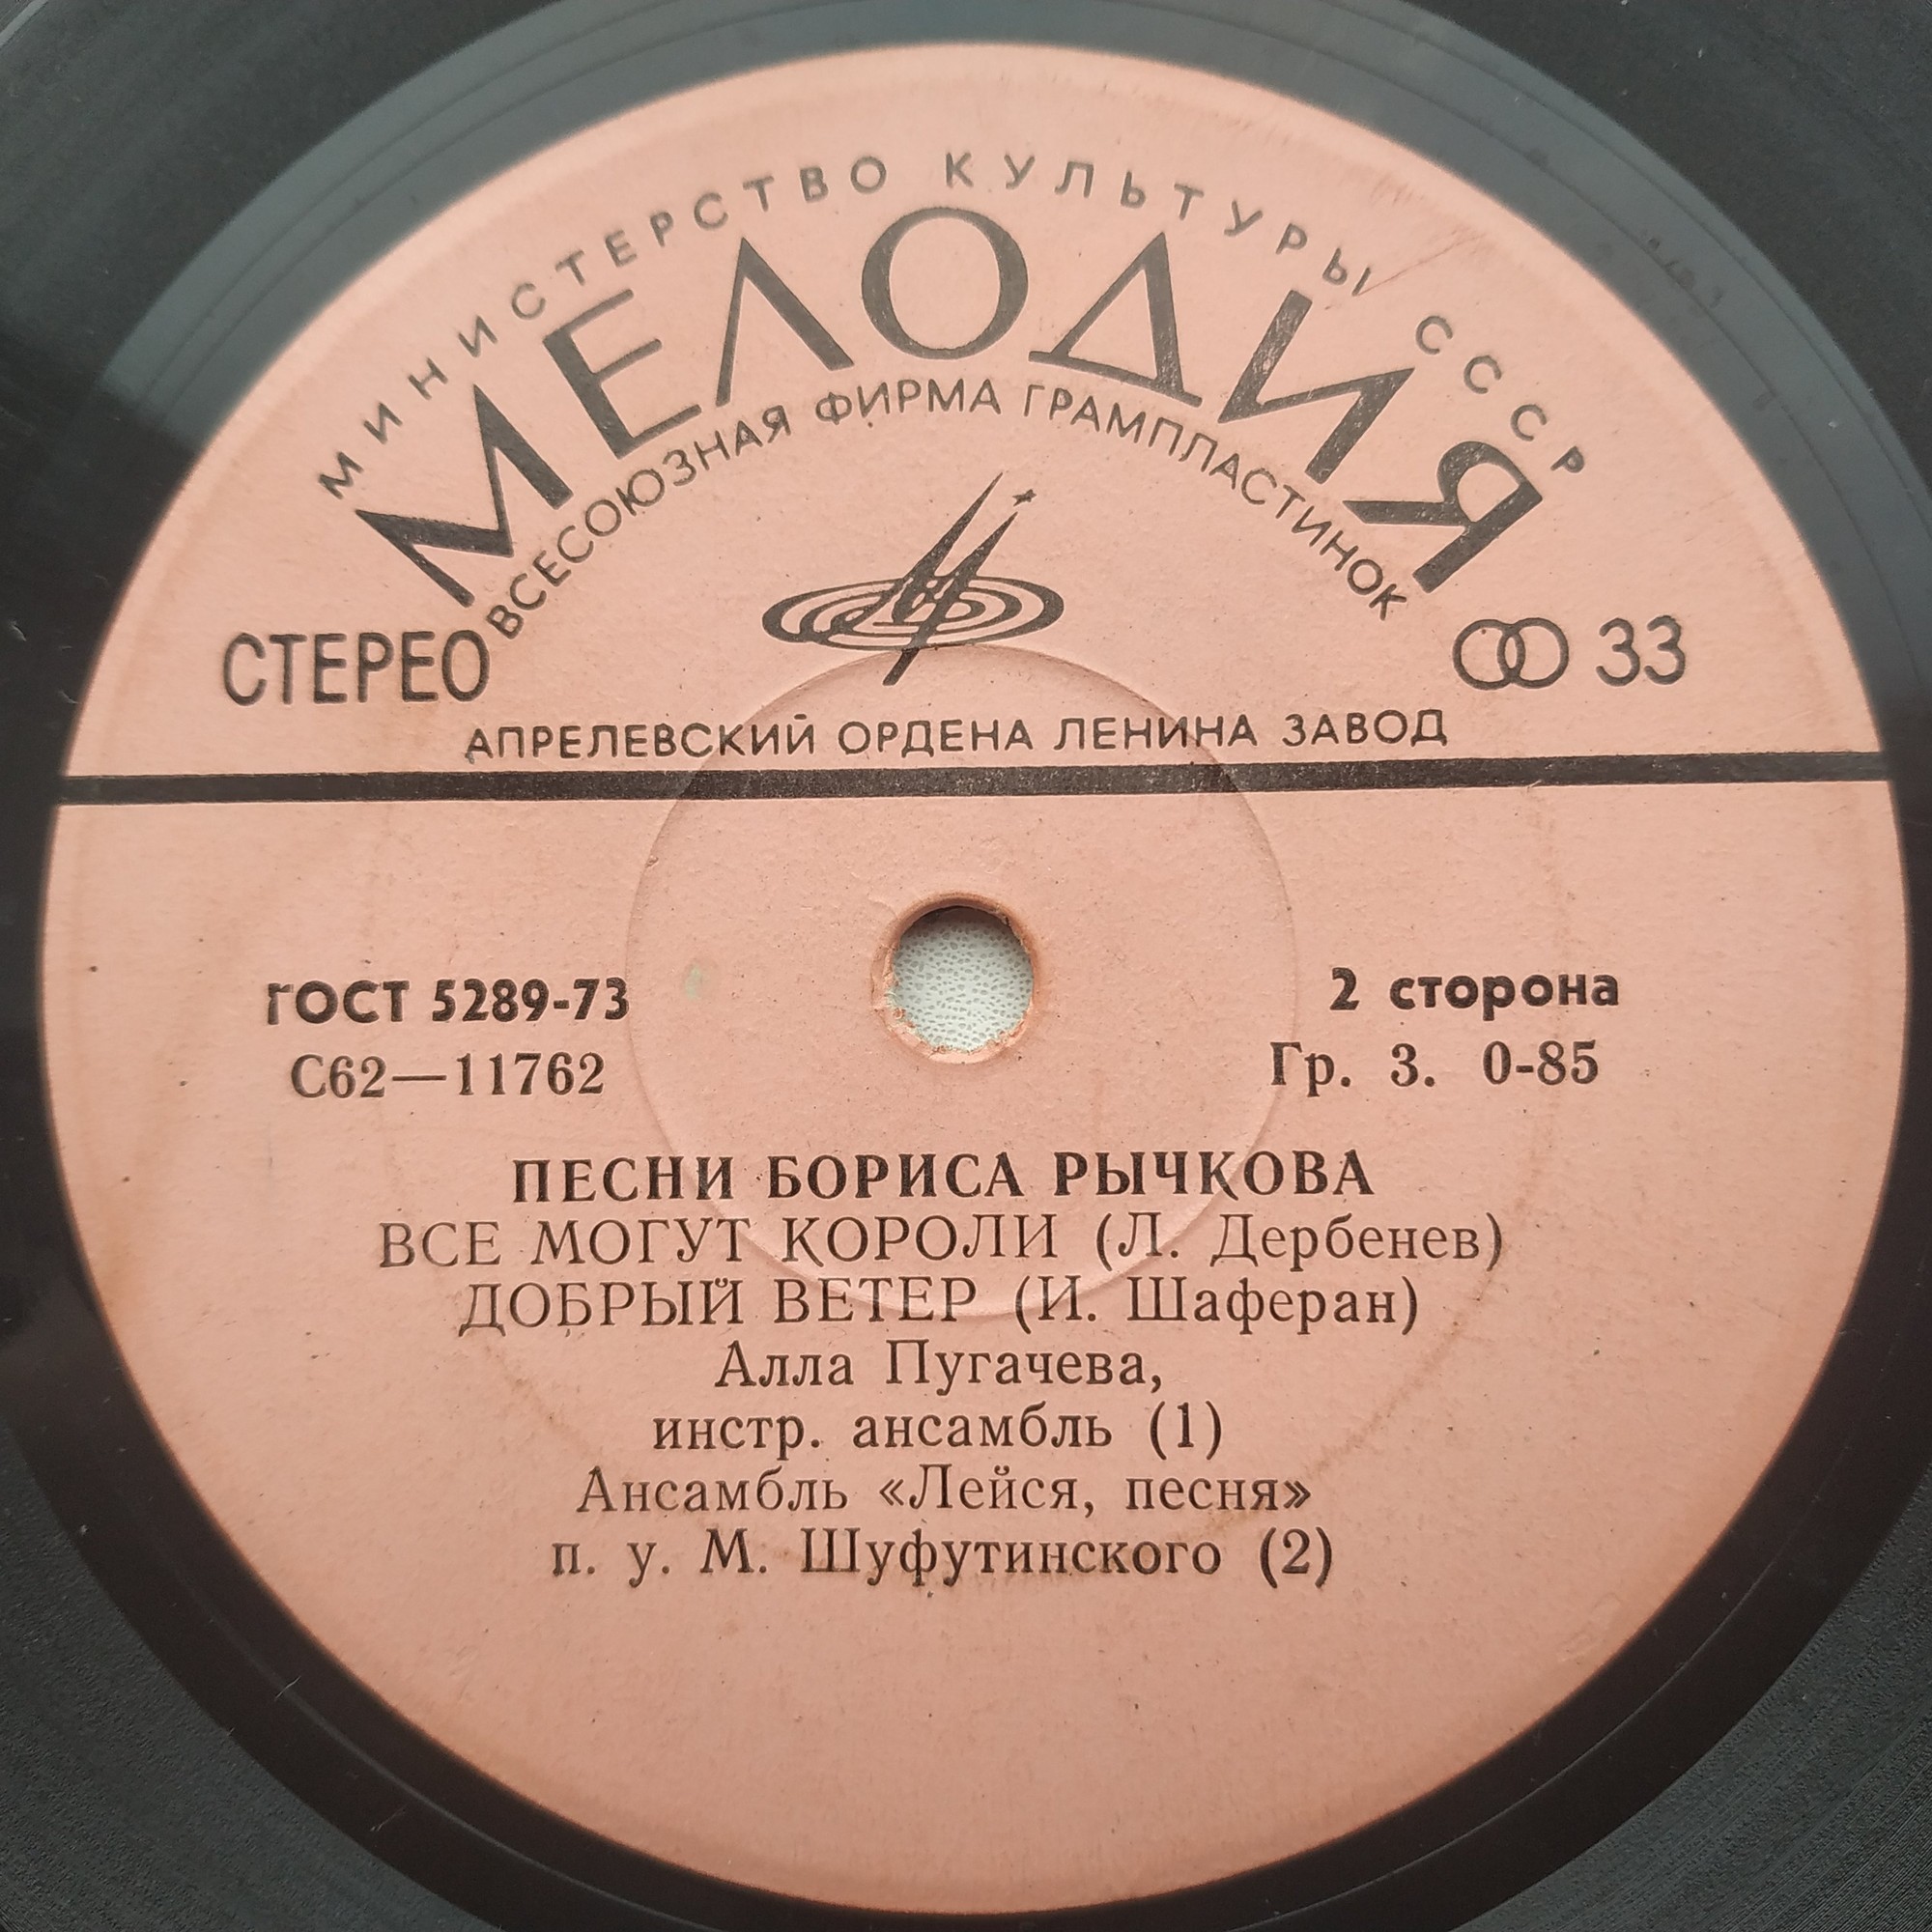 МИНИСТЕРСТВО КУЛЬТУРЫ СССР
МЕЛОДИЯ
ВСЕСОЮЗНАЯ ФИРМА ГРАМПЛАСТИНОК
СТЕРЕО
33
АПРЕЛЕВСКИЙ ОРДЕНА ЛЕНИНА ЗАВОД
ГОСТ 5289-73
2 сторона
С62—11762
Гр. 3. 0-85
ПЕСНИ БОРИСА РЫЧКОВА
ВСЕ МОГУТ КОРОЛИ (Л. Дербенев)
ДОБРЫЙ ВЕТЕР (И. Шаферан)
Алла Пугачева,
инстр. ансамбль (1)
Ансамбль «Лейся, песня»
п. у. М. Шуфутинского (2)